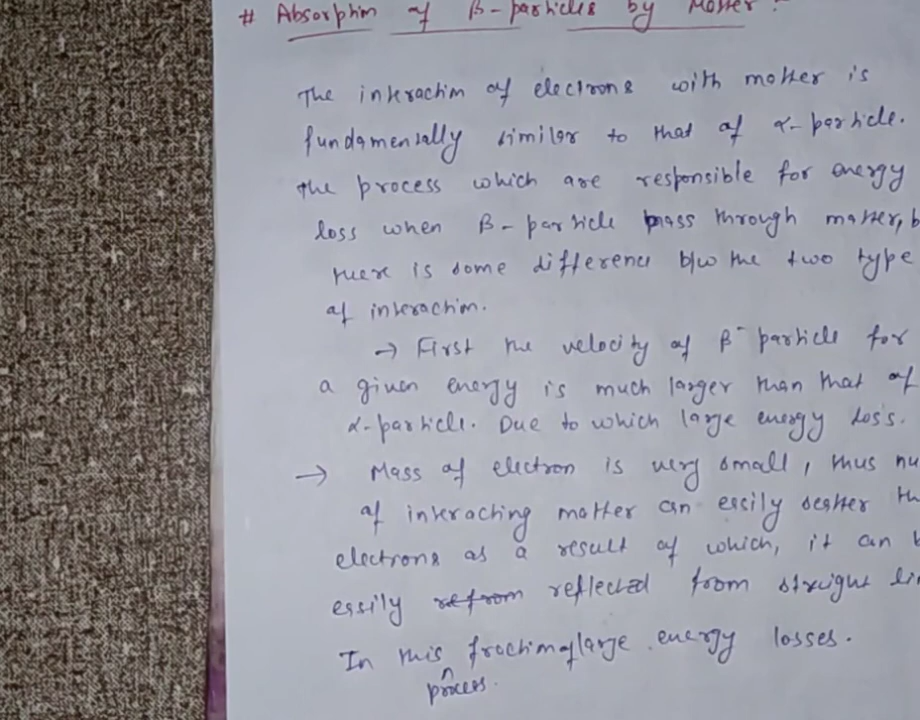 # Absorption of β-particles by Matter:
The interaction of electrons with matter is
fundamentally similar to that of α-particle.
The process which are responsible for energy
loss when β-particle pass through matter, b
there is some difference b/w the two type
of interaction.
→ First the velocity of β⁻ particle for
a given energy is much larger than that of
α-particle. Due to which large energy loss.
→ Mass of electron is very small, thus nu
of interacting matter can easily scatter th
electrons as a result of which, it can b
easily reflected from straight lin
In this process fraction of large energy losses.